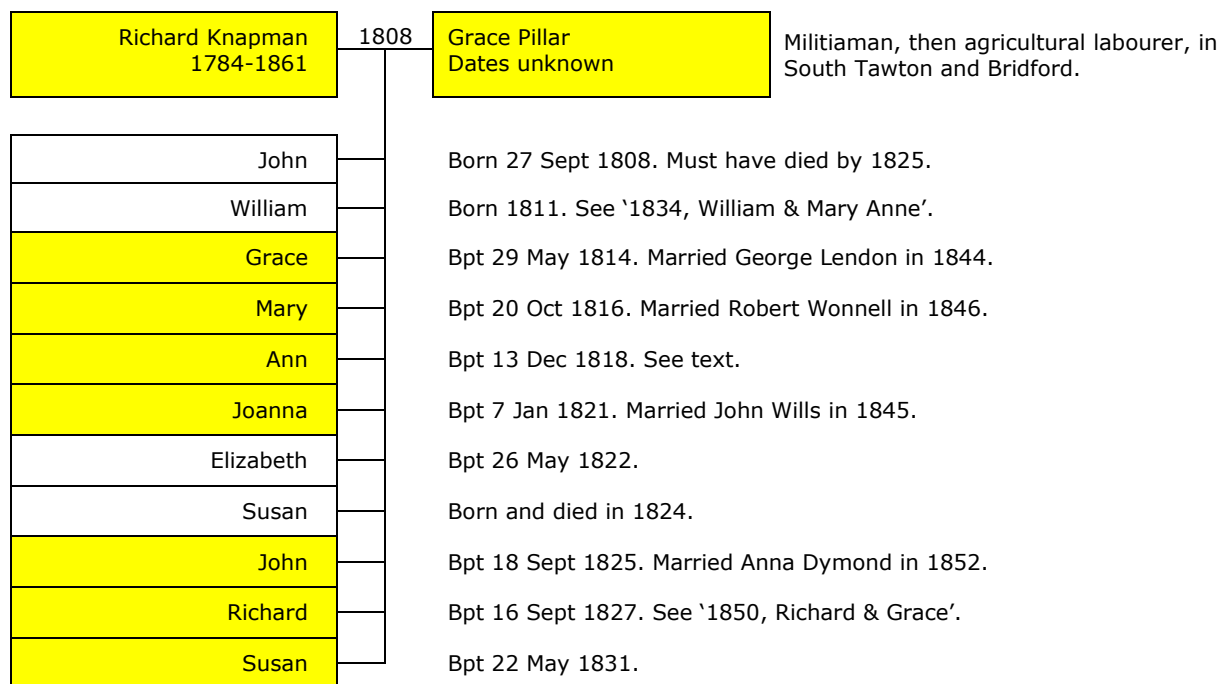 Richard Knapman
1784-1861
1808
Grace Pillar
Dates unknown
Militiaman, then agricultural labourer, in
South Tawton and Bridford.
John
Born 27 Sept 1808. Must have died by 1825.
William
Born 1811. See ‘1834, William & Mary Anne’.
Grace
Bpt 29 May 1814. Married George Lendon in 1844.
Mary
Bpt 20 Oct 1816. Married Robert Wonnell in 1846.
Ann
Bpt 13 Dec 1818. See text.
Joanna
Bpt 7 Jan 1821. Married John Wills in 1845.
Elizabeth
Bpt 26 May 1822.
Susan
Born and died in 1824.
John
Bpt 18 Sept 1825. Married Anna Dymond in 1852.
Richard
Bpt 16 Sept 1827. See ‘1850, Richard & Grace’.
Susan
Bpt 22 May 1831.